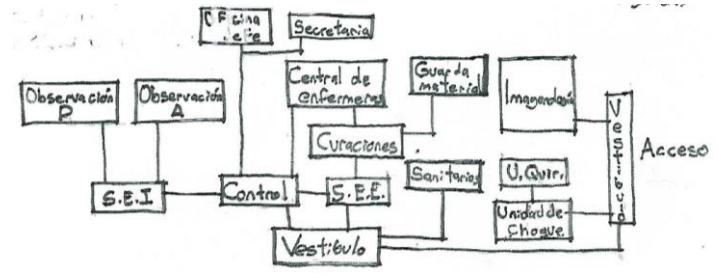 Oficina
Jefe
Secretaria
Observación
P
Observación
A
Central de
enfermeras
Guarda
material
Imagenología
Vestibulo
Acceso
Curaciones
S.E.I
Control
S.E.E.
Sanitarios
U.Quir.
Unidad de
choque
Vestíbulo